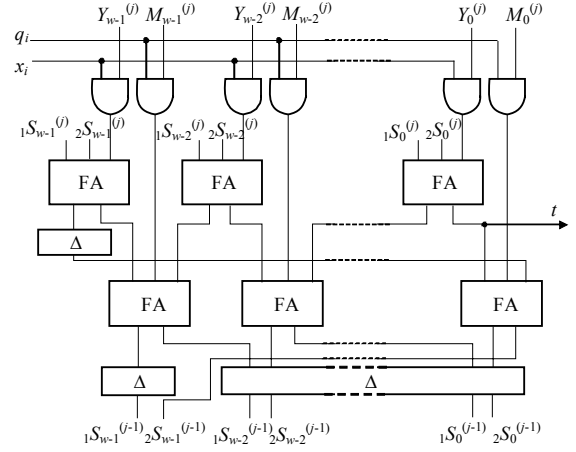 Y_{w-1}^{(j)} M_{w-1}^{(j)} Y_{w-2}^{(j)} M_{w-2}^{(j)} Y_0^{(j)} M_0^{(j)}
q_i
x_i
_1S_{w-1}^{(j)} _2S_{w-1}^{(j)} _1S_{w-2}^{(j)} _2S_{w-2}^{(j)} _1S_0^{(j)} _2S_0^{(j)}
FA FA FA
t
Δ
FA FA FA
Δ Δ
_1S_{w-1}^{(j-1)} _2S_{w-1}^{(j-1)} _1S_{w-2}^{(j-1)} _2S_{w-2}^{(j-1)} _1S_0^{(j-1)} _2S_0^{(j-1)}